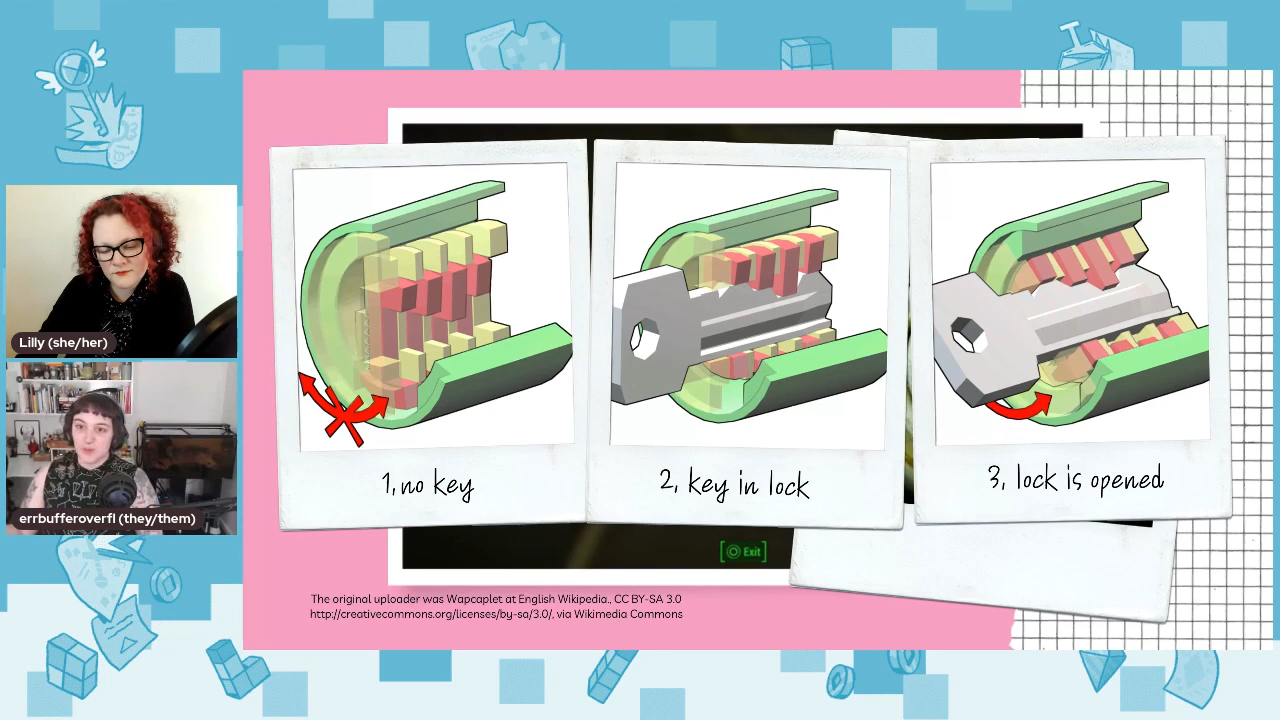 Lilly (she/her)
errbufferoverfl (they/them)
1, no key
2, key in lock
3, lock is opened
Exit
The original uploader was Wapcaplet at English Wikipedia., CC BY-SA 3.0
http://creativecommons.org/licenses/by-sa/3.0/, via Wikimedia Commons